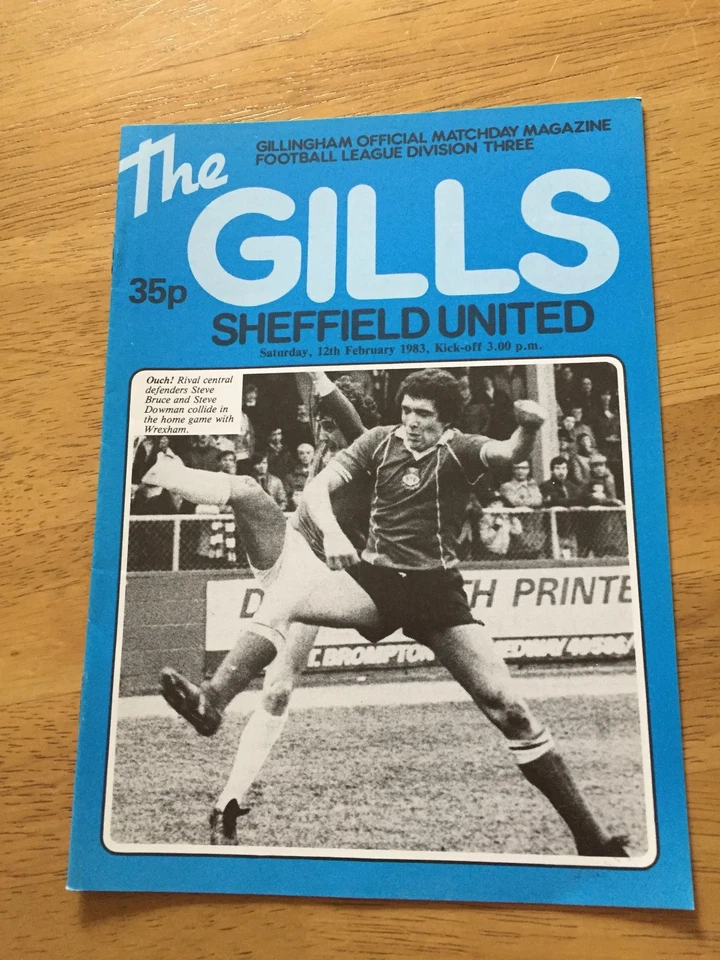 The
GILLINGHAM OFFICIAL MATCHDAY MAGAZINE
FOOTBALL LEAGUE DIVISION THREE
GILLS
35p
SHEFFIELD UNITED
Saturday, 12th February 1983, Kick-off 3.00 p.m.
Ouch! Rival central
defenders Steve
Bruce and Steve
Dowman collide in
the home game with
Wrexham.
H PRINTE
BROMPTON